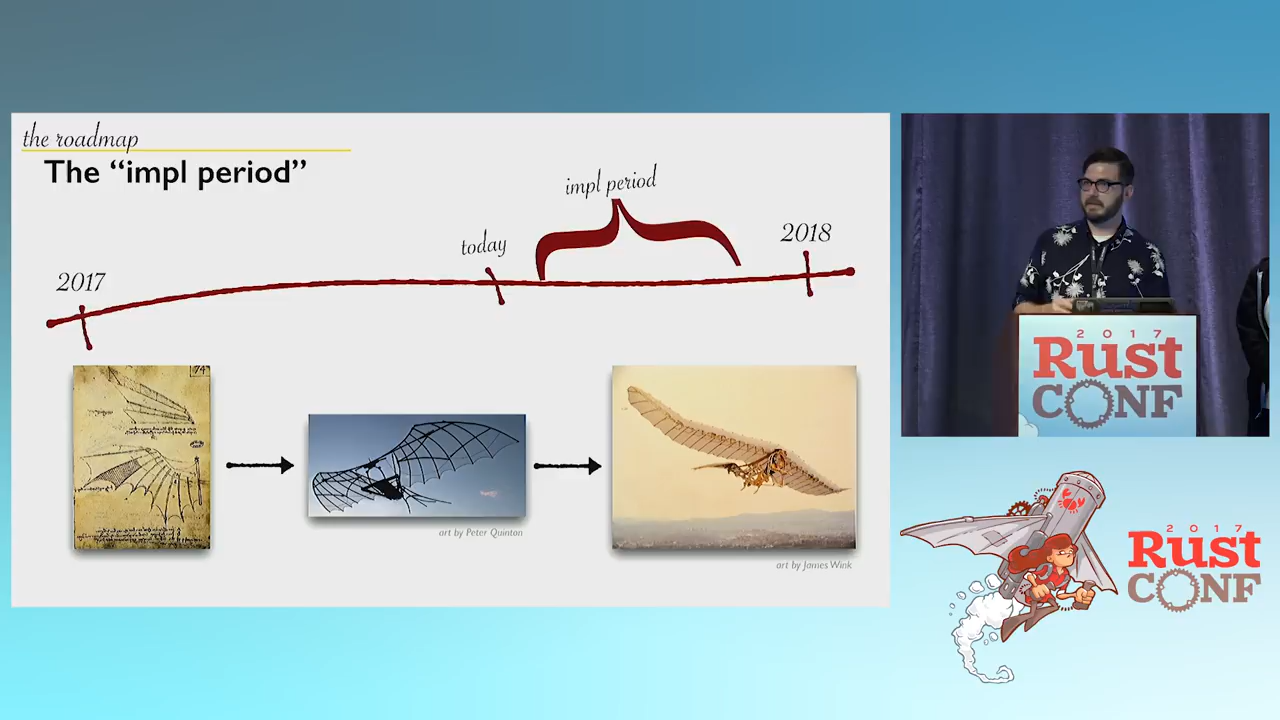 the roadmap
The “impl period”
impl period
today
2018
2017
74
art by Peter Quinton
art by James Wink
2017
Rust
CONF
2017
Rust
CONF